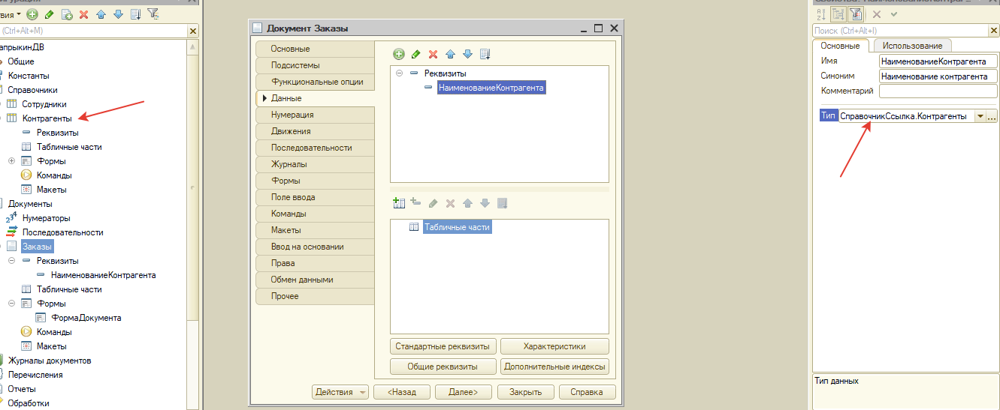 (Ctrl+Alt+M)
Общие
Константы
Справочники
Сотрудники
Контрагенты
Реквизиты
Табличные части
Формы
Команды
Макеты
Документы
Нумераторы
Последовательности
Заказы
Реквизиты
НаименованиеКонтрагента
Табличные части
Формы
ФормаДокумента
Команды
Макеты
Журналы документов
Перечисления
Отчеты
Обработки
Документ Заказы
Основные
Подсистемы
Функциональные опции
Данные
Нумерация
Движения
Последовательности
Журналы
Формы
Поле ввода
Команды
Макеты
Ввод на основании
Права
Обмен данными
Прочее
Реквизиты
НаименованиеКонтрагента
Табличные части
Стандартные реквизиты
Характеристики
Общие реквизиты
Дополнительные индексы
Действия
<Назад
Далее>
Закрыть
Справка
Поиск (Ctrl+Alt+I)
Основные
Использование
Имя НаименованиеКонтрагента
Синоним Наименование контрагента
Комментарий
Тип СправочникСсылка.Контрагенты
Тип данных